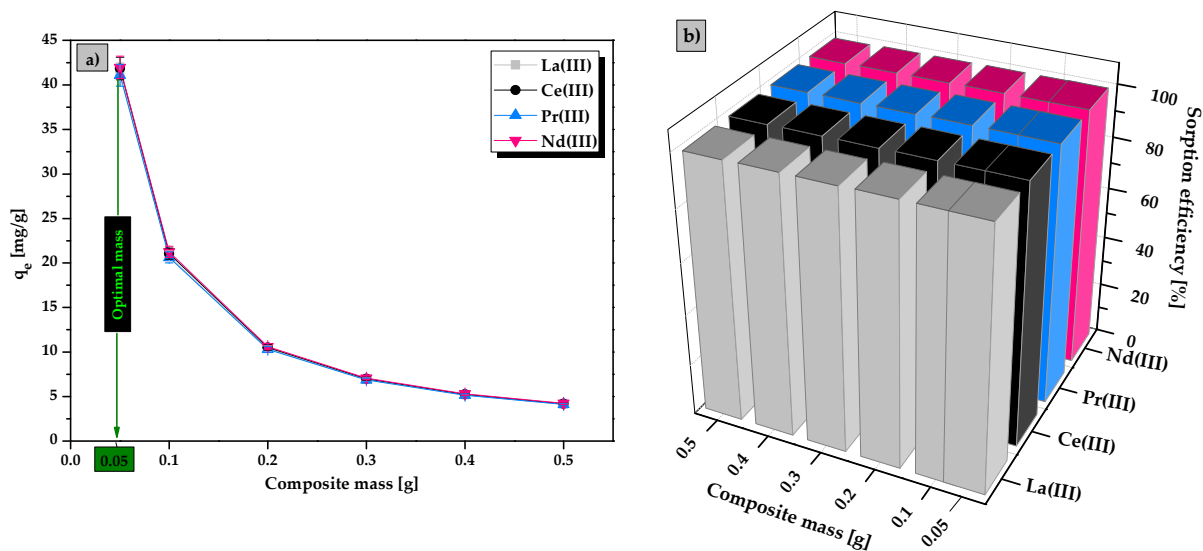 a)
45
40
35
30
25
20
15
10
5
0
qe [mg/g]
La(III)
Ce(III)
Pr(III)
Nd(III)
Optimal mass
0.0
0.05
0.1
0.2
0.3
0.4
0.5
Composite mass [g]
b)
100
80
60
40
20
0
Sorption efficiency [%]
Nd(III)
Pr(III)
Ce(III)
La(III)
0.5
0.4
0.3
0.2
0.1
0.05
Composite mass [g]